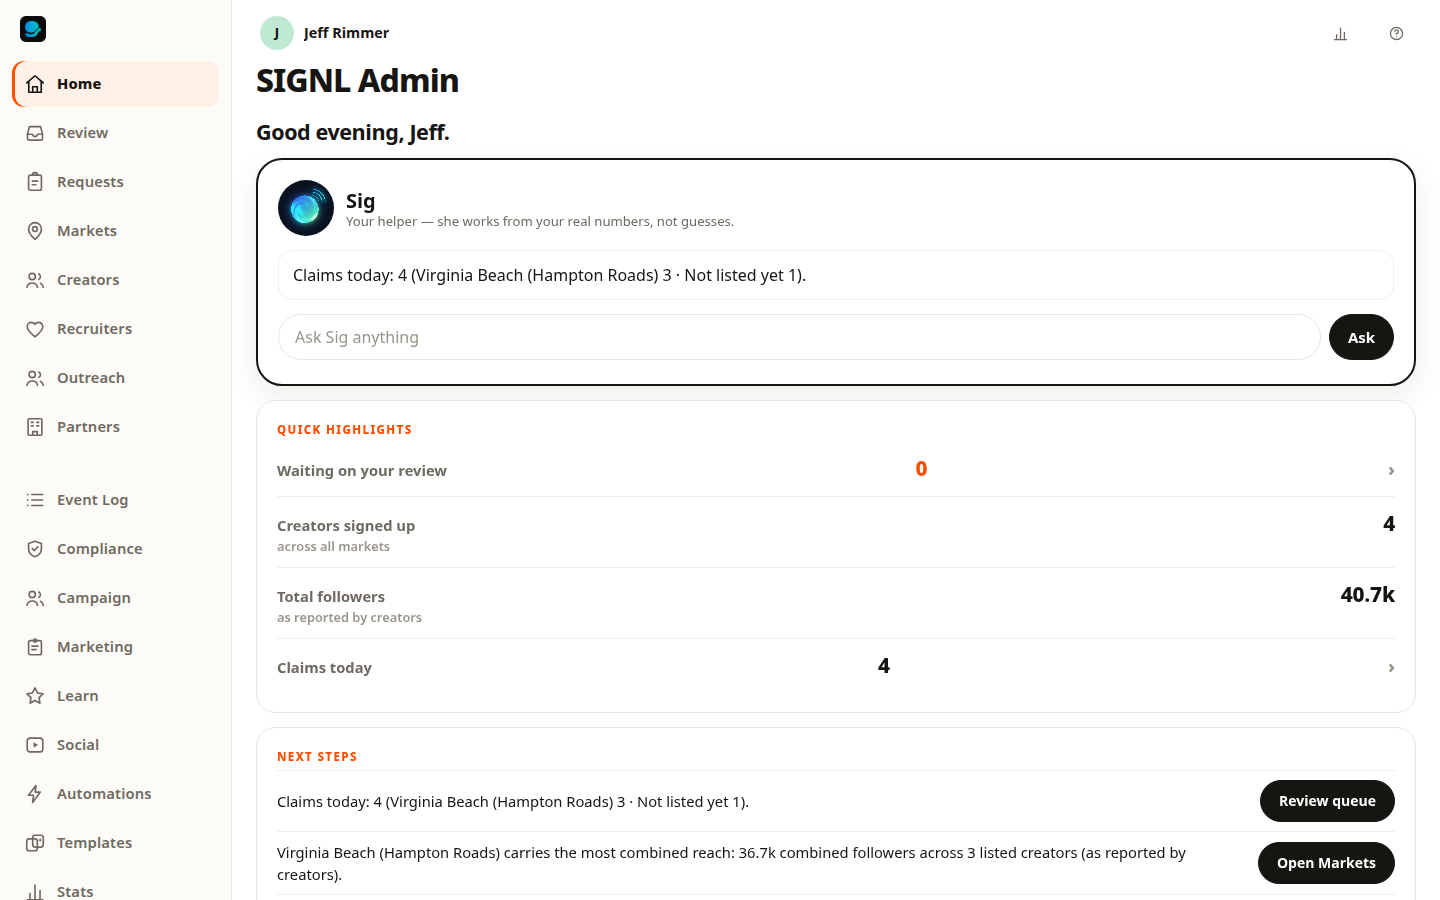 Jeff Rimmer
SIGNL Admin
Good evening, Jeff.
Home
Review
Requests
Markets
Creators
Recruiters
Outreach
Partners
Event Log
Compliance
Campaign
Marketing
Learn
Social
Automations
Templates
Stats
J
Sig
Your helper — she works from your real numbers, not guesses.
Claims today: 4 (Virginia Beach (Hampton Roads) 3 · Not listed yet 1).
Ask Sig anything
Ask
QUICK HIGHLIGHTS
Waiting on your review 0 ›
Creators signed up 4
across all markets
Total followers 40.7k
as reported by creators
Claims today 4 ›
NEXT STEPS
Claims today: 4 (Virginia Beach (Hampton Roads) 3 · Not listed yet 1).
Review queue
Virginia Beach (Hampton Roads) carries the most combined reach: 36.7k combined followers across 3 listed creators (as reported by
creators).
Open Markets